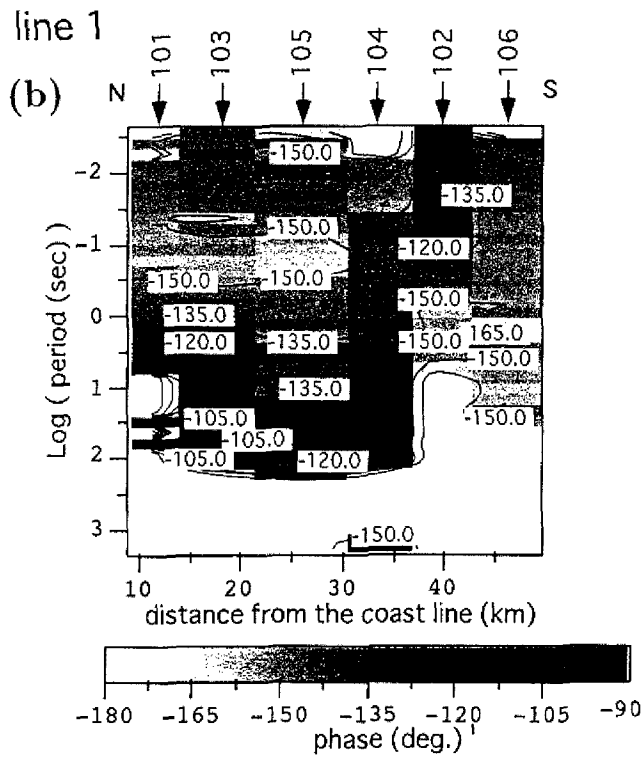 line 1
101 103 105 104 102 106
(b) N S
-150.0
-2 -135.0
-150.0
-1 -120.0
-150.0 -150.0
-150.0
0 -135.0 165.0
-120.0 -135.0 -150.0
-150.0
1 -135.0
-105.0 -150.0
-105.0
2 -105.0 -120.0
3 -150.0
Log ( period (sec))
10 20 30 40
distance from the coast line (km)
-180 -165 -150 -135 -120 -105 -90
phase (deg.)